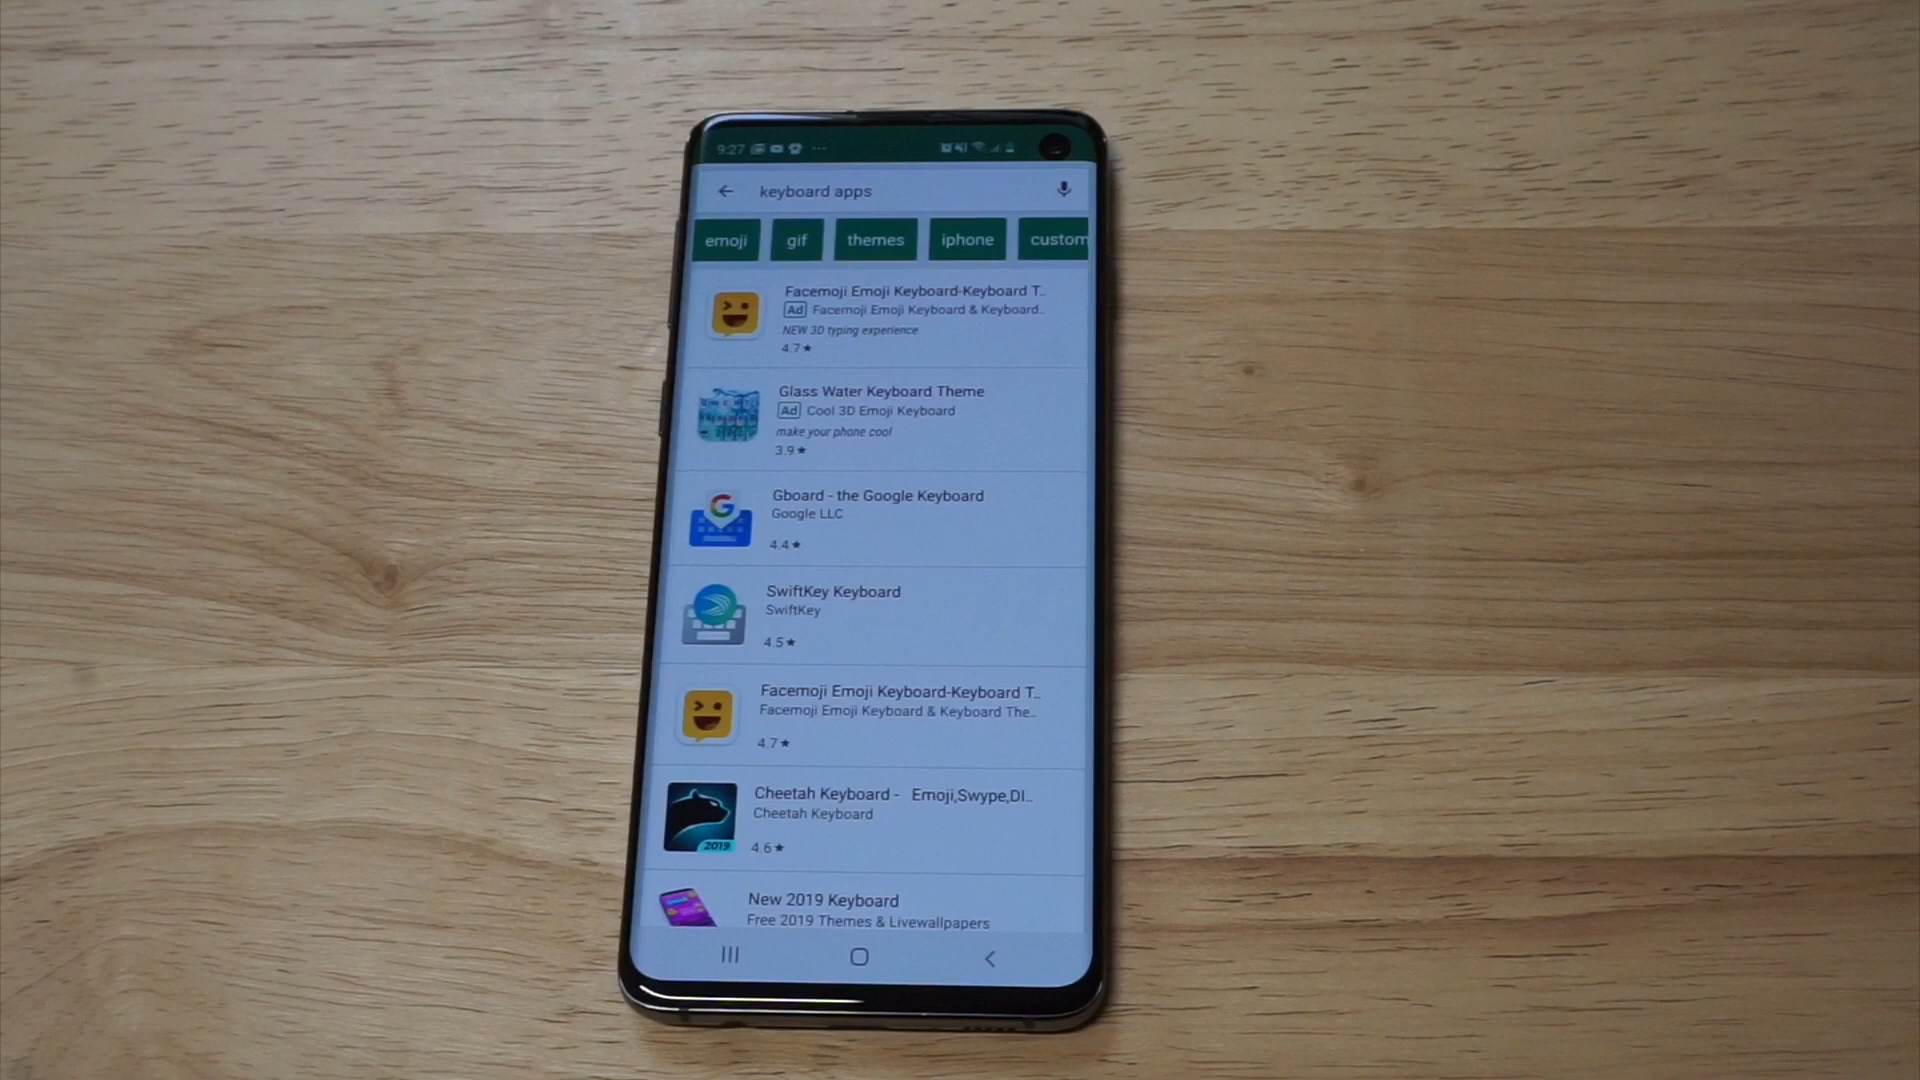 9:27
keyboard apps
emoji gif themes iphone custom
Facemoji Emoji Keyboard-Keyboard T..
Ad Facemoji Emoji Keyboard & Keyboard..
NEW 3D typing experience
4.7★
Glass Water Keyboard Theme
Ad Cool 3D Emoji Keyboard
make your phone cool
3.9★
Gboard - the Google Keyboard
Google LLC
4.4★
SwiftKey Keyboard
SwiftKey
4.5★
Facemoji Emoji Keyboard-Keyboard T..
Facemoji Emoji Keyboard & Keyboard The..
4.7★
Cheetah Keyboard - Emoji,Swype,DI..
Cheetah Keyboard
2019
4.6★
New 2019 Keyboard
Free 2019 Themes & Livewallpapers